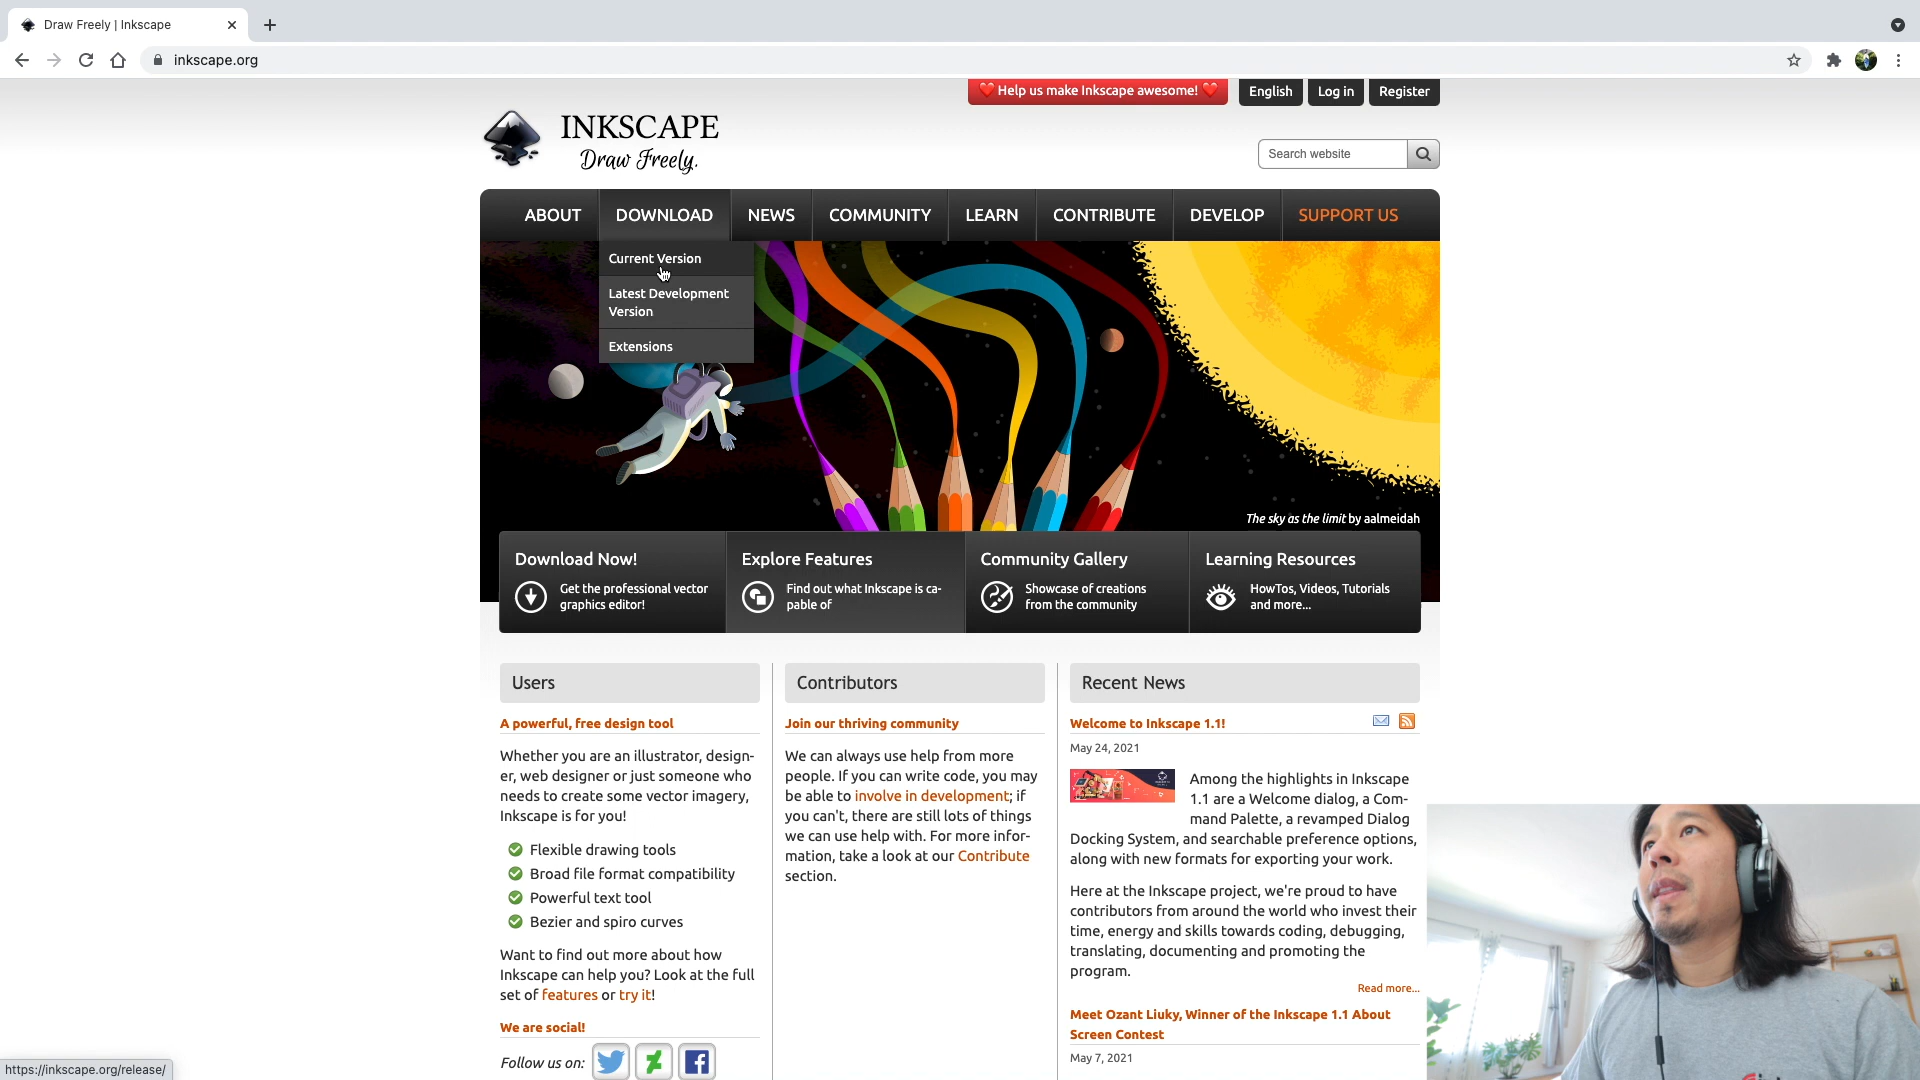 Draw Freely | Inkscape
inkscape.org
Help us make Inkscape awesome!
English
Log in
Register
INKSCAPE
Draw Freely.
Search website
ABOUT
DOWNLOAD
NEWS
COMMUNITY
LEARN
CONTRIBUTE
DEVELOP
SUPPORT US
Current Version
Latest Development
Version
Extensions
The sky as the limit by aalmeidah
Download Now!
Get the professional vector
graphics editor!
Explore Features
Find out what Inkscape is ca-
pable of
Community Gallery
Showcase of creations
from the community
Learning Resources
HowTos, Videos, Tutorials
and more...
Users
A powerful, free design tool
Whether you are an illustrator, design-
er, web designer or just someone who
needs to create some vector imagery,
Inkscape is for you!
Flexible drawing tools
Broad file format compatibility
Powerful text tool
Bezier and spiro curves
Want to find out more about how
Inkscape can help you? Look at the full
set of features or try it!
We are social!
Follow us on:
Contributors
Join our thriving community
We can always use help from more
people. If you can write code, you may
be able to involve in development; if
you can't, there are still lots of things
we can use help with. For more infor-
mation, take a look at our Contribute
section.
Recent News
Welcome to Inkscape 1.1!
May 24, 2021
Among the highlights in Inkscape
1.1 are a Welcome dialog, a Com-
mand Palette, a revamped Dialog
Docking System, and searchable preference options,
along with new formats for exporting your work.
Here at the Inkscape project, we're proud to have
contributors from around the world who invest their
time, energy and skills towards coding, debugging,
translating, documenting and promoting the
program.
Read more...
Meet Ozant Liuky, Winner of the Inkscape 1.1 About
Screen Contest
May 7, 2021
https://inkscape.org/release/